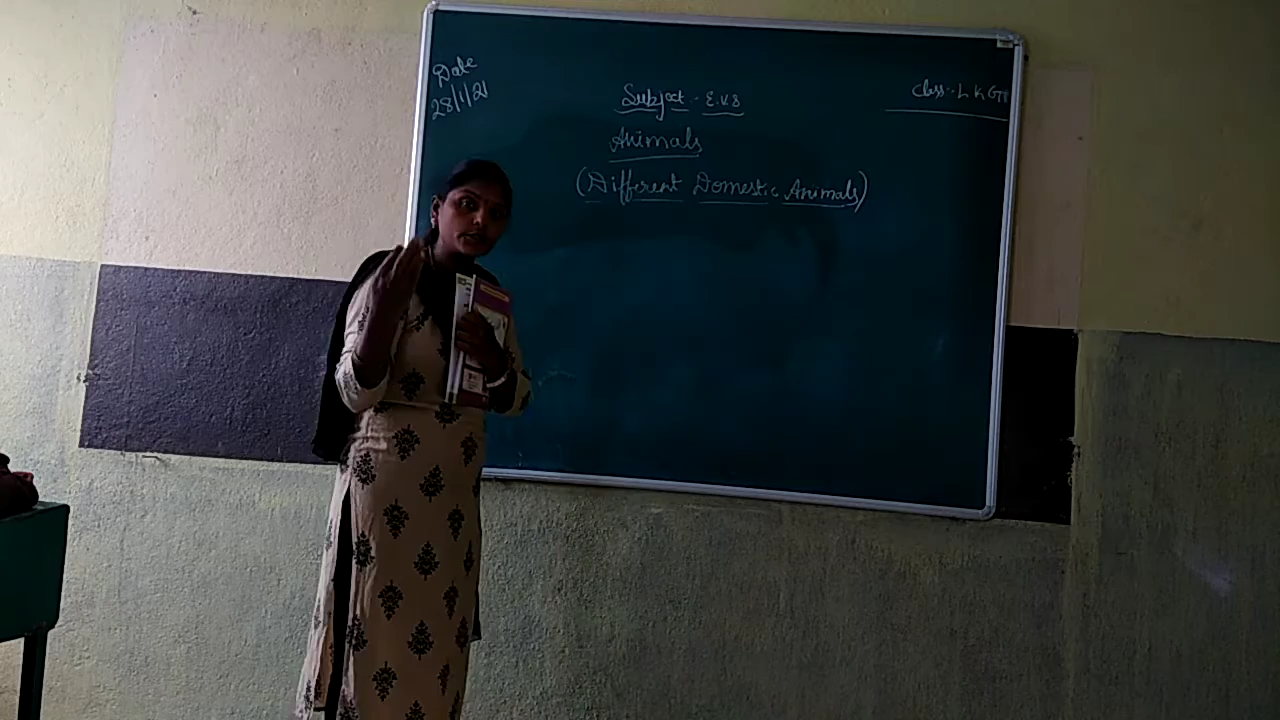 Date
28/1/21
Subject :- E.V.S
Class :- L K G
Animals
(Different Domestic Animals)